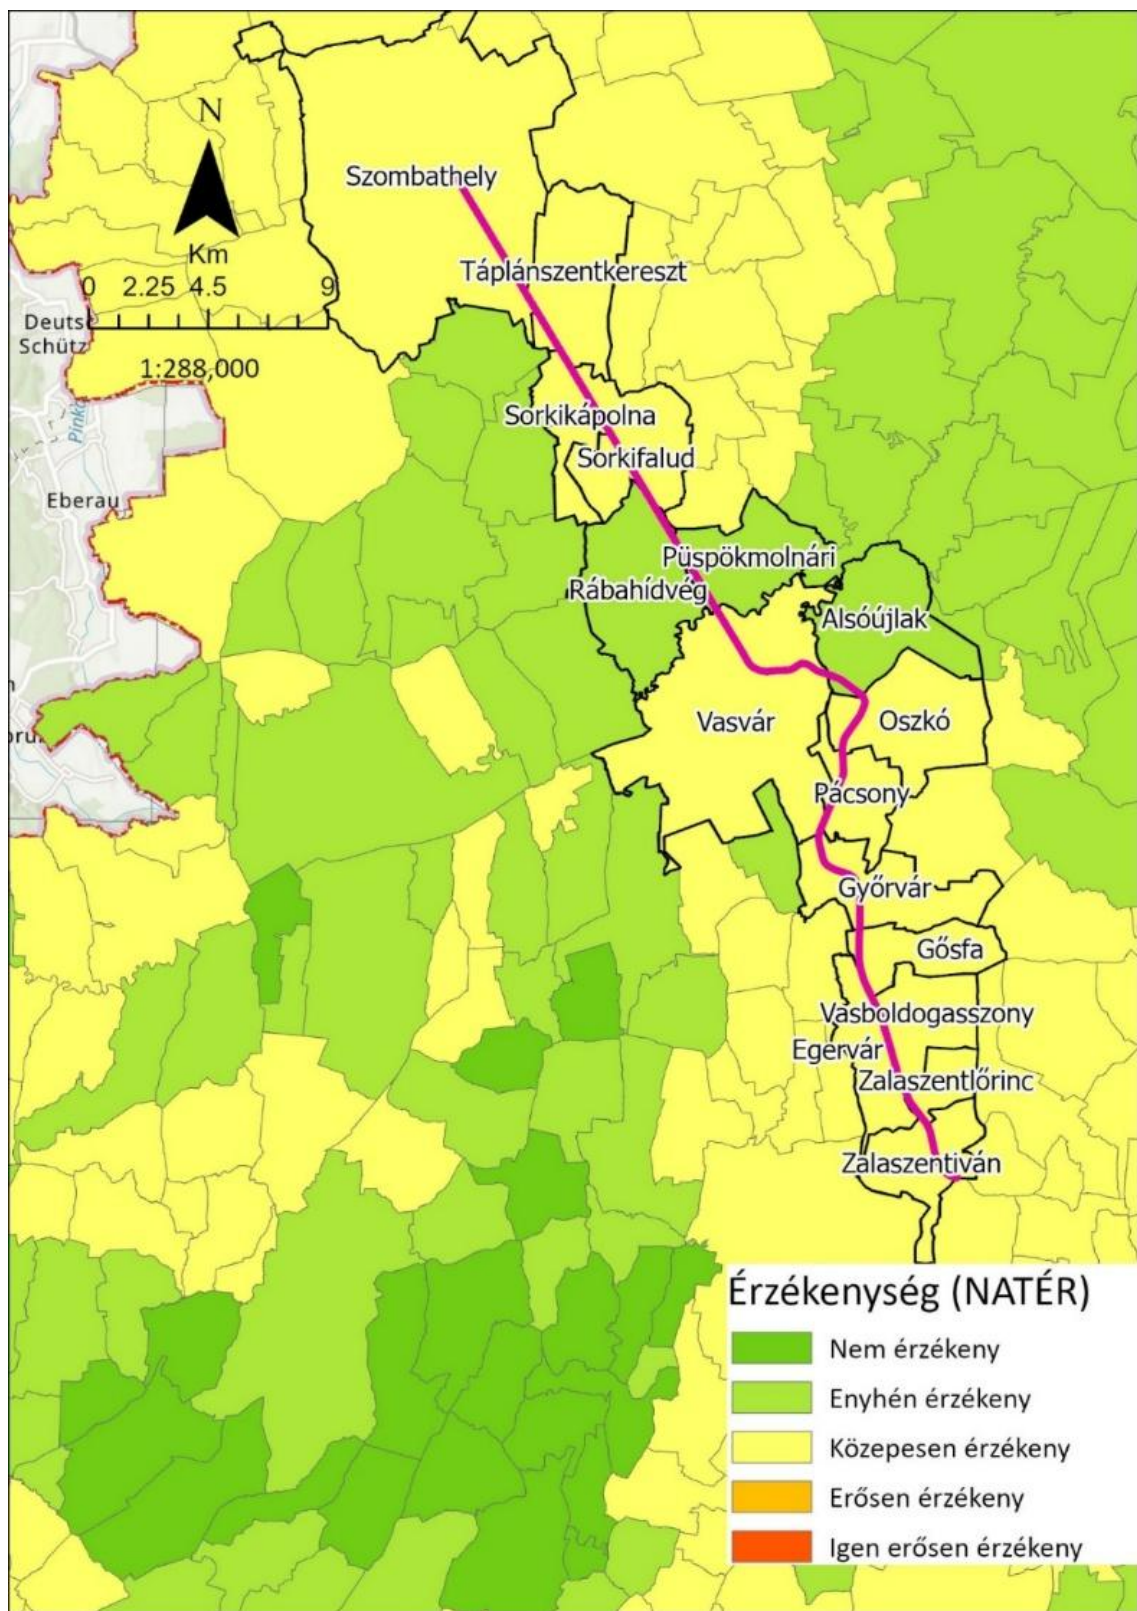 N
Szombathely
Km
0 2.25 4.5 9
Táplánszentkereszt
Deutsc
Schütz
1:288,000
Pinka
Sorkikápolna
Sorkifalud
Eberau
Püspökmolnári
Rábahídvég
Alsóújlak
Vasvár
Oszkó
Pácsony
Győrvár
Gősfa
Vasboldogasszony
Egervár
Zalaszentlőrinc
Zalaszentiván
Érzékenység (NATÉR)
Nem érzékeny
Enyhén érzékeny
Közepesen érzékeny
Erősen érzékeny
Igen erősen érzékeny